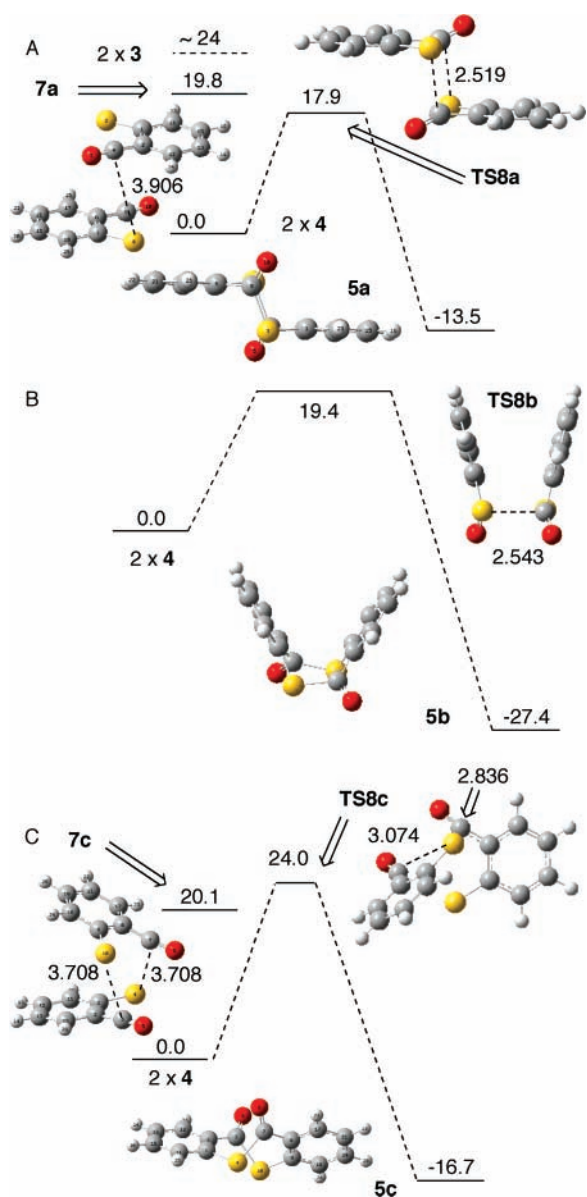 A
2 x 3
~ 24
7a
19.8
17.9
2.519
TS8a
3.906
0.0
2 x 4
5a
-13.5
B
19.4
TS8b
0.0
2 x 4
2.543
5b
-27.4
C
7c
TS8c
2.836
24.0
3.074
20.1
3.708
3.708
0.0
2 x 4
5c
-16.7